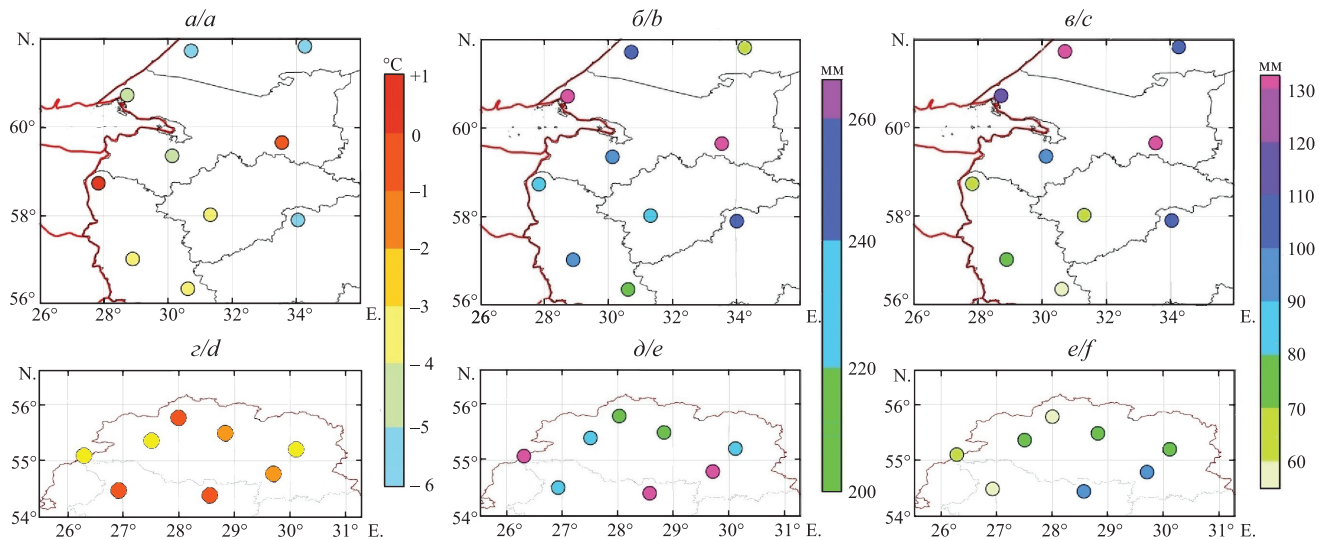 а/a
б/b
в/c
N.
N.
N.
°C
+1
0
−1
−2
−3
−4
−5
−6
60°
58°
56°
26° 28° 30° 32° 34° E.
60°
58°
56°
26° 28° 30° 32° 34° E.
60°
58°
56°
26° 28° 30° 32° 34° E.
мм
260
240
220
200
мм
130
120
110
100
90
80
70
60
г/d
д/e
е/f
N.
56°
55°
54°
26° 27° 28° 29° 30° 31° E.
N.
56°
55°
54°
26° 27° 28° 29° 30° 31° E.
N.
56°
55°
54°
26° 27° 28° 29° 30° 31° E.